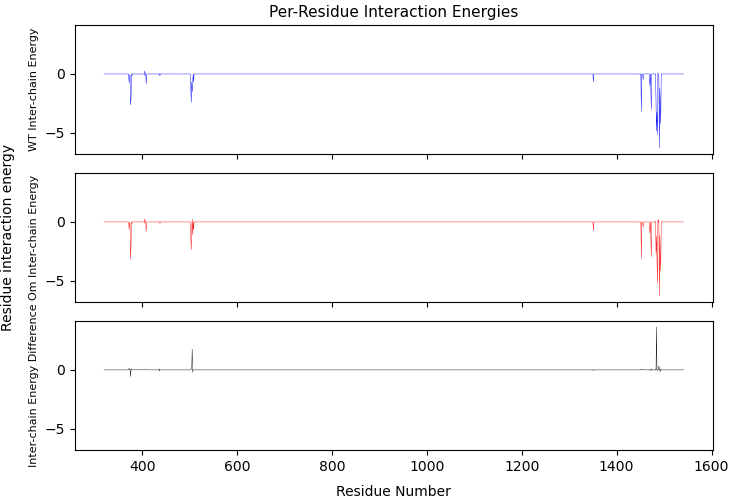 Per-Residue Interaction Energies
WT Inter-chain Energy
0
−5
Om Inter-chain Energy
0
−5
Inter-chain Energy Difference
0
−5
Residue interaction energy
400
600
800
1000
1200
1400
1600
Residue Number